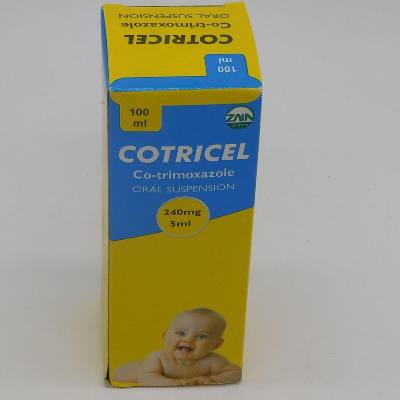 COTRICEL
Co-trimoxazole
ORAL SUSPENSION
100
ml
100
ml
COTRICEL
Co-trimoxazole
ORAL SUSPENSION
240mg
5ml